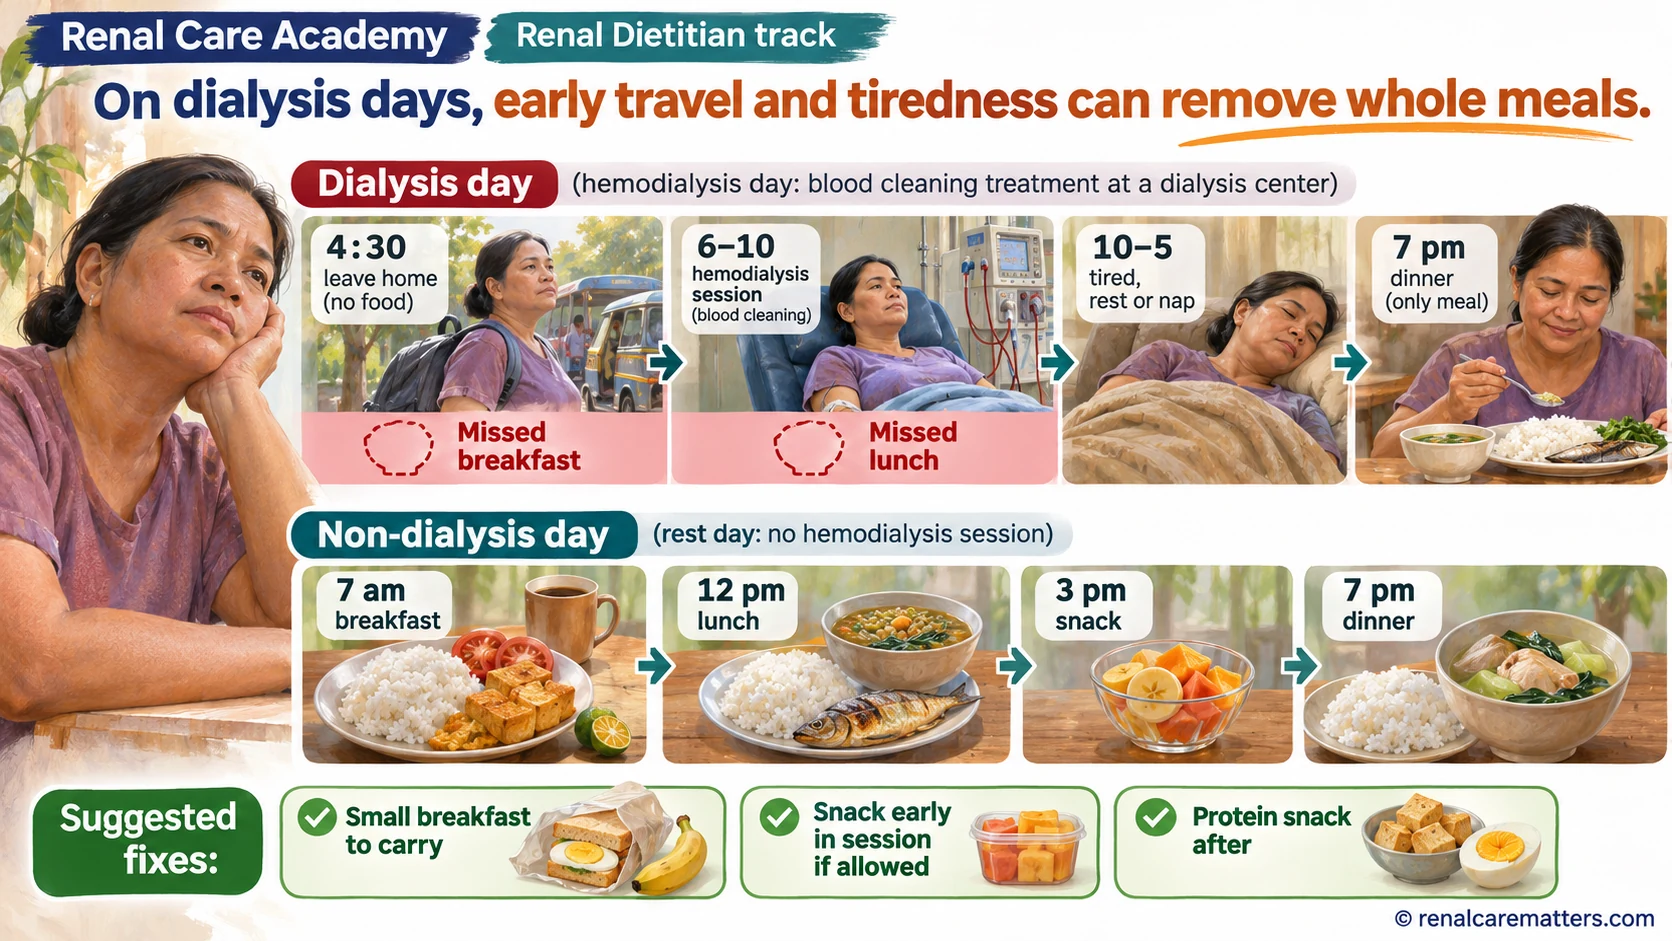 Renal Care Academy
Renal Dietitian track
On dialysis days, early travel and tiredness can remove whole meals.
Dialysis day
(hemodialysis day: blood cleaning treatment at a dialysis center)
4:30
leave home
(no food)
Missed
breakfast
6–10
hemodialysis
session
(blood cleaning)
Missed
lunch
10–5
tired,
rest or nap
7 pm
dinner
(only meal)
Non-dialysis day
(rest day: no hemodialysis session)
7 am
breakfast
12 pm
lunch
3 pm
snack
7 pm
dinner
Suggested
fixes:
Small breakfast
to carry
Snack early
in session
if allowed
Protein snack
after
© renalcarematters.com